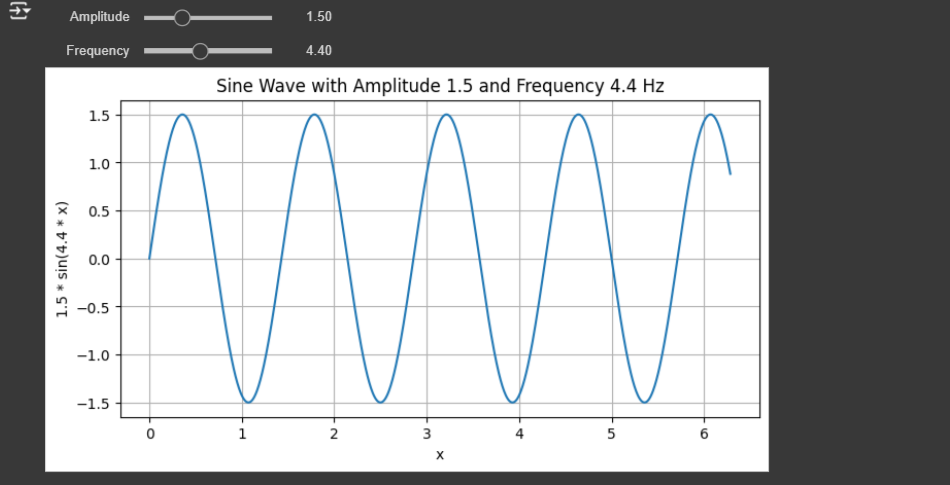 Amplitude 1.50
Frequency 4.40
Sine Wave with Amplitude 1.5 and Frequency 4.4 Hz
1.5 * sin(4.4 * x)
1.5
1.0
0.5
0.0
−0.5
−1.0
−1.5
0 1 2 3 4 5 6
x